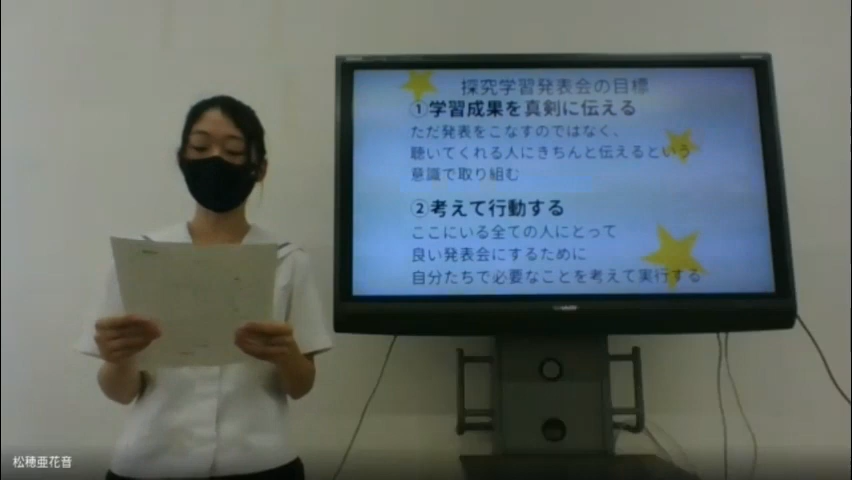 探究学習発表会の目標
①学習成果を真剣に伝える
ただ発表をこなすのではなく、
聴いてくれる人にきちんと伝えるという
意識で取り組む
②考えて行動する
ここにいる全ての人にとって
良い発表会にするために
自分たちで必要なことを考えて実行する
松穂亜花音